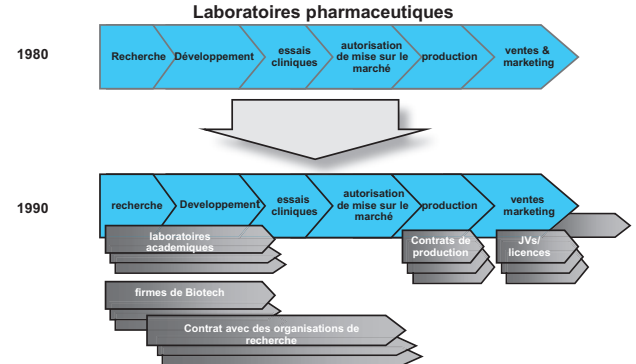 Laboratoires pharmaceutiques
1980
Recherche
Développement
essais
cliniques
autorisation
de mise sur le
marché
production
ventes &
marketing
1990
recherche
Developpement
essais
cliniques
autorisation
de mise sur le
marché
production
ventes
marketing
laboratoires
academiques
Contrats de
production
JVs/
licences
firmes de Biotech
Contrat avec des organisations de
recherche